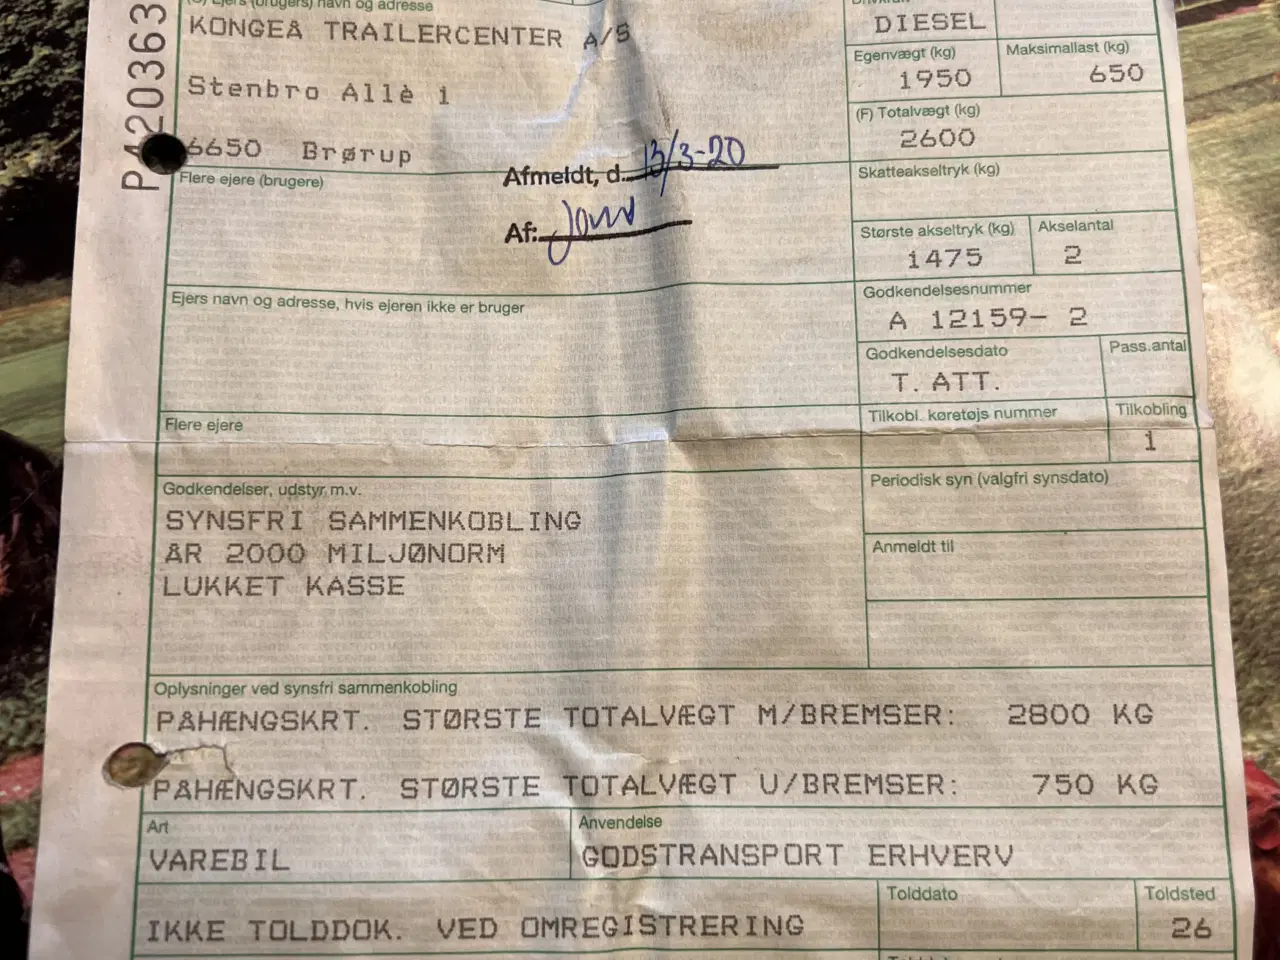 P420363
(C) Ejers (brugers) navn og adresse
KONGEÅ TRAILERCENTER A/S
Stenbro Allè 1
6650 Brørup
Afmeldt, d. 13/3-20
Af:
Flere ejere (brugere)
Ejers navn og adresse, hvis ejeren ikke er bruger
Flere ejere
Drivkraft
DIESEL
Egenvægt (kg)
1950
Maksimallast (kg)
650
(F) Totalvægt (kg)
2600
Skatteakseltryk (kg)
Største akseltryk (kg)
1475
Akselantal
2
Godkendelsesnummer
A 12159- 2
Godkendelsesdato
T. ATT.
Pass.antal
Tilkobl. køretøjs nummer
Tilkobling
1
Godkendelser, udstyr m.v.
SYNSFRI SAMMENKOBLING
ÅR 2000 MILJØNORM
LUKKET KASSE
Periodisk syn (valgfri synsdato)
Anmeldt til
Oplysninger ved synsfri sammenkobling
PÅHÆNGSKRT. STØRSTE TOTALVÆGT M/BREMSER: 2800 KG
PÅHÆNGSKRT. STØRSTE TOTALVÆGT U/BREMSER: 750 KG
Art
VAREBIL
Anvendelse
GODSTRANSPORT ERHVERV
IKKE TOLDDOK. VED OMREGISTRERING
Tolddato
Toldsted
26